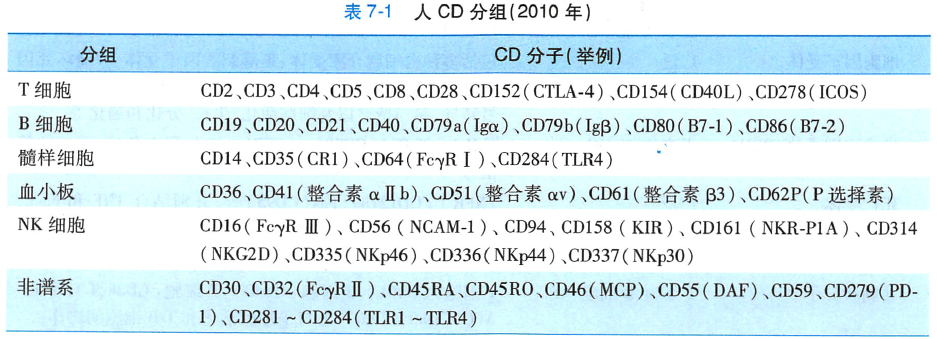 表 7-1 人 CD 分组(2010 年)
分组 CD 分子(举例)
T 细胞 CD2、CD3、CD4、CD5、CD8、CD28、CD152(CTLA-4)、CD154(CD40L)、CD278(ICOS)
B 细胞 CD19、CD20、CD21、CD40、CD79a(Igα)、CD79b(Igβ)、CD80(B7-1)、CD86(B7-2)
髓样细胞 CD14、CD35(CR1)、CD64(FcγRⅠ)、CD284(TLR4)
血小板 CD36、CD41(整合素 αⅡb)、CD51(整合素 αv)、CD61(整合素 β3)、CD62P(P 选择素)
NK 细胞 CD16(FcγRⅢ)、CD56(NCAM-1)、CD94、CD158(KIR)、CD161(NKR-P1A)、CD314
(NKG2D)、CD335(NKp46)、CD336(NKp44)、CD337(NKp30)
非谱系 CD30、CD32(FcγRⅡ)、CD45RA、CD45RO、CD46(MCP)、CD55(DAF)、CD59、CD279(PD-
1)、CD281~CD284(TLR1~TLR4)